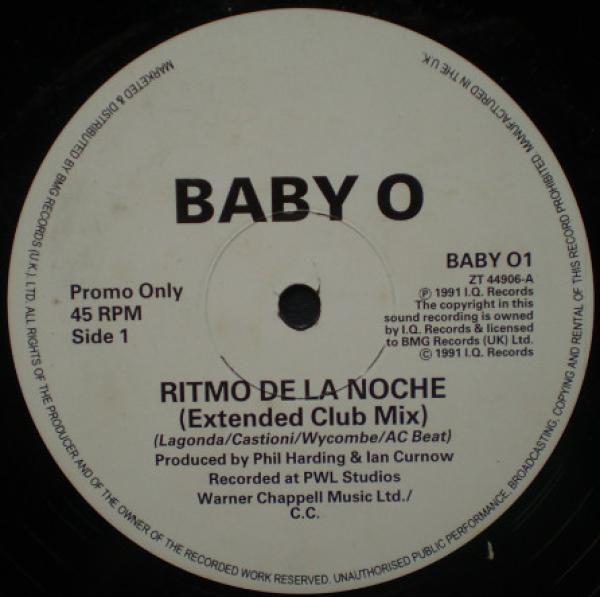 BABY O
Promo Only
45 RPM
Side 1
BABY O1
ZT 44906-A
Ⓟ 1991 I.Q. Records
The copyright in this
sound recording is owned
by I.Q. Records & licensed
to BMG Records (UK) Ltd.
© 1991 I.Q. Records
RITMO DE LA NOCHE
(Extended Club Mix)
(Lagonda/Castioni/Wycombe/AC Beat)
Produced by Phil Harding & Ian Curnow
Recorded at PWL Studios
Warner Chappell Music Ltd./
C.C.
MARKETED & DISTRIBUTED BY BMG RECORDS (U.K.), LTD. ALL RIGHTS OF THE PRODUCER AND OF THE OWNER OF THE RECORDED WORK RESERVED. UNAUTHORISED PUBLIC PERFORMANCE, BROADCASTING, COPYING AND RENTAL OF THIS RECORD PROHIBITED. MANUFACTURED IN THE U.K.